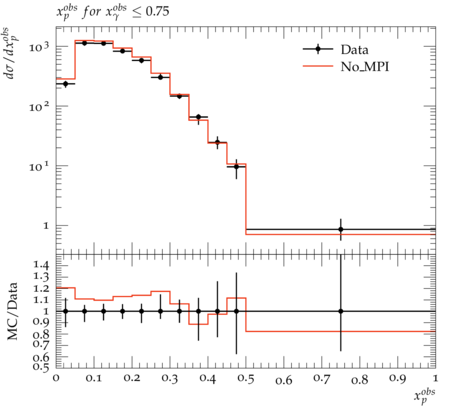 x_p^{obs} for x_γ^{obs} ≤ 0.75
dσ/dx_p^{obs}
Data
No_MPI
10^3
10^2
10^1
1
MC/Data
1.4
1.3
1.2
1.1
1
0.9
0.8
0.7
0.6
0.5
0 0.1 0.2 0.3 0.4 0.5 0.6 0.7 0.8 0.9 1
x_p^{obs}